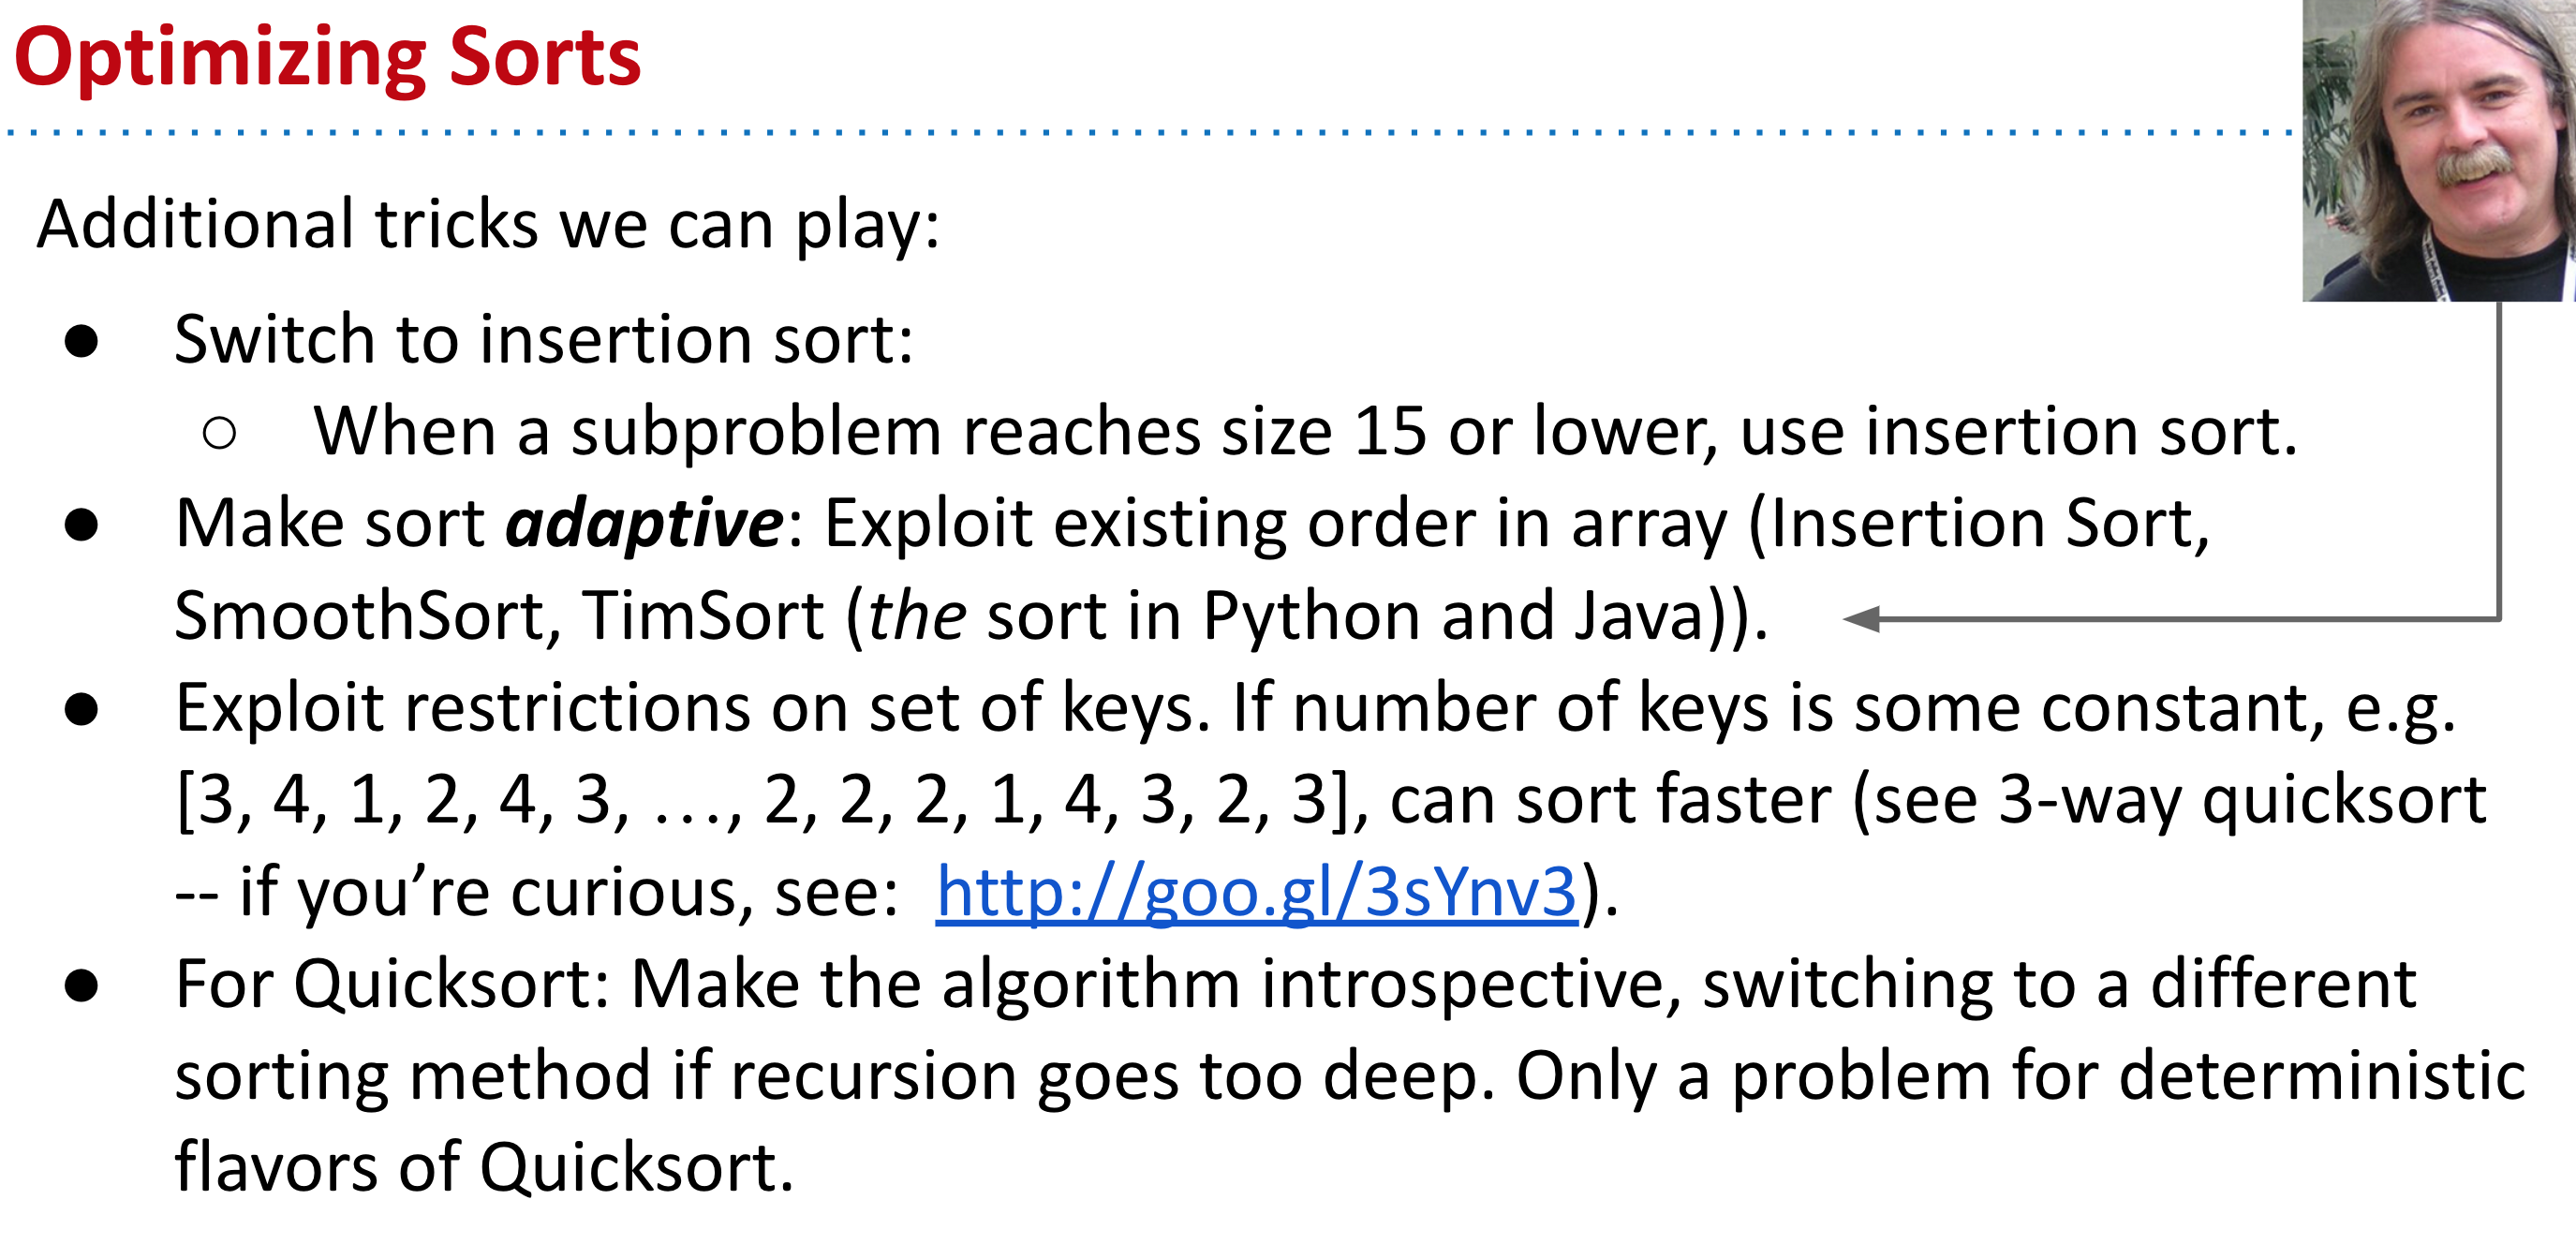 Optimizing Sorts
Additional tricks we can play:
● Switch to insertion sort:
○ When a subproblem reaches size 15 or lower, use insertion sort.
● Make sort adaptive: Exploit existing order in array (Insertion Sort,
SmoothSort, TimSort (the sort in Python and Java)).
● Exploit restrictions on set of keys. If number of keys is some constant, e.g.
[3, 4, 1, 2, 4, 3, …, 2, 2, 2, 1, 4, 3, 2, 3], can sort faster (see 3-way quicksort
-- if you’re curious, see: http://goo.gl/3sYnv3).
● For Quicksort: Make the algorithm introspective, switching to a different
sorting method if recursion goes too deep. Only a problem for deterministic
flavors of Quicksort.